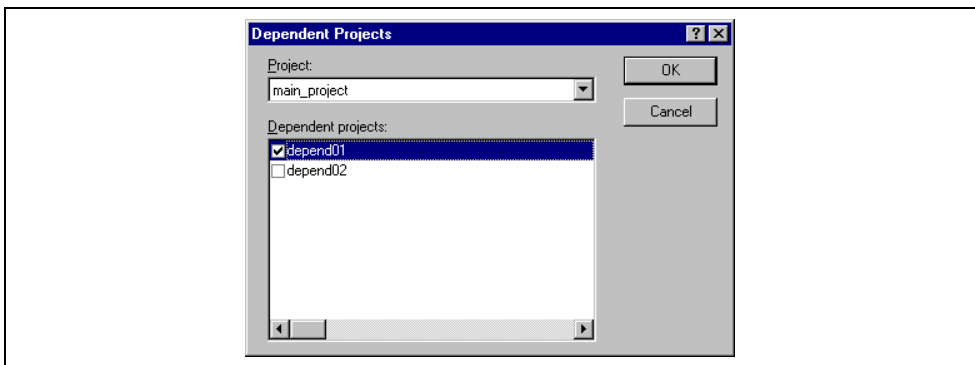 Dependent Projects
Project:
OK
main_project
Cancel
Dependent projects:
depend01
depend02